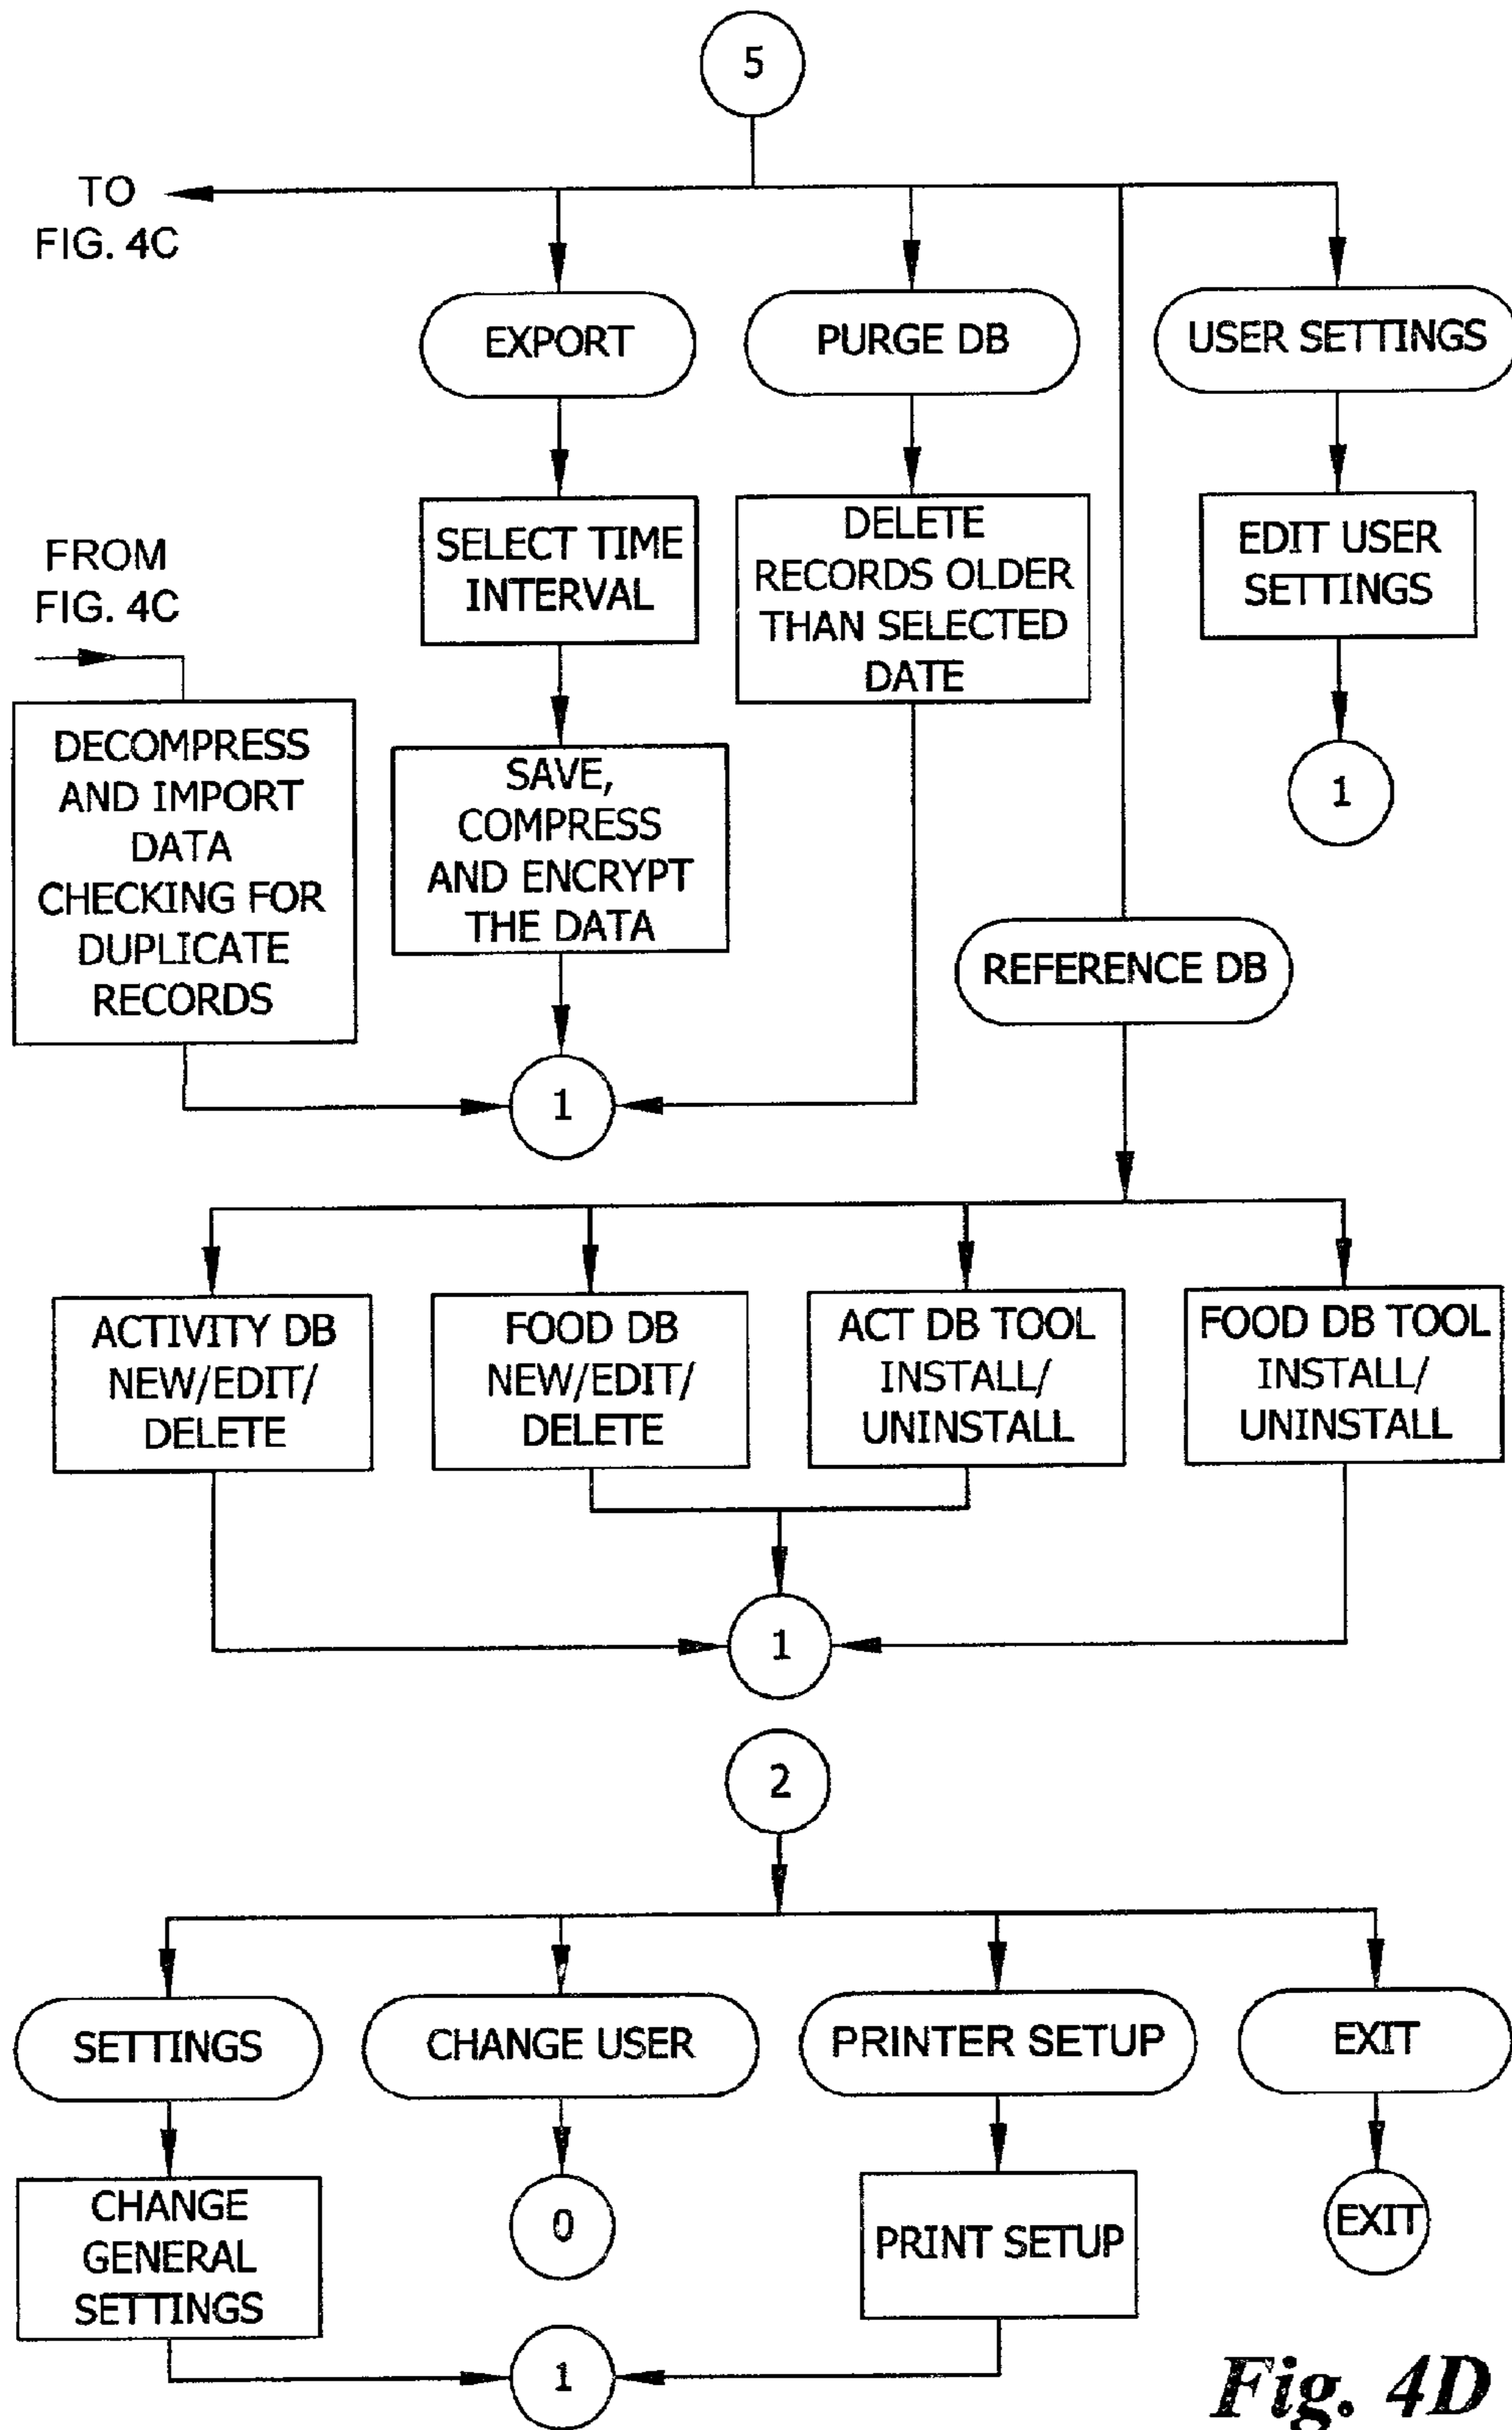 5
TO
FIG. 4C
EXPORT
PURGE DB
USER SETTINGS
FROM
FIG. 4C
SELECT TIME
INTERVAL
DELETE
RECORDS OLDER
THAN SELECTED
DATE
EDIT USER
SETTINGS
DECOMPRESS
AND IMPORT
DATA
CHECKING FOR
DUPLICATE
RECORDS
SAVE,
COMPRESS
AND ENCRYPT
THE DATA
1
REFERENCE DB
1
ACTIVITY DB
NEW/EDIT/
DELETE
FOOD DB
NEW/EDIT/
DELETE
ACT DB TOOL
INSTALL/
UNINSTALL
FOOD DB TOOL
INSTALL/
UNINSTALL
1
2
SETTINGS
CHANGE USER
PRINTER SETUP
EXIT
CHANGE
GENERAL
SETTINGS
0
PRINT SETUP
EXIT
1
Fig. 4D